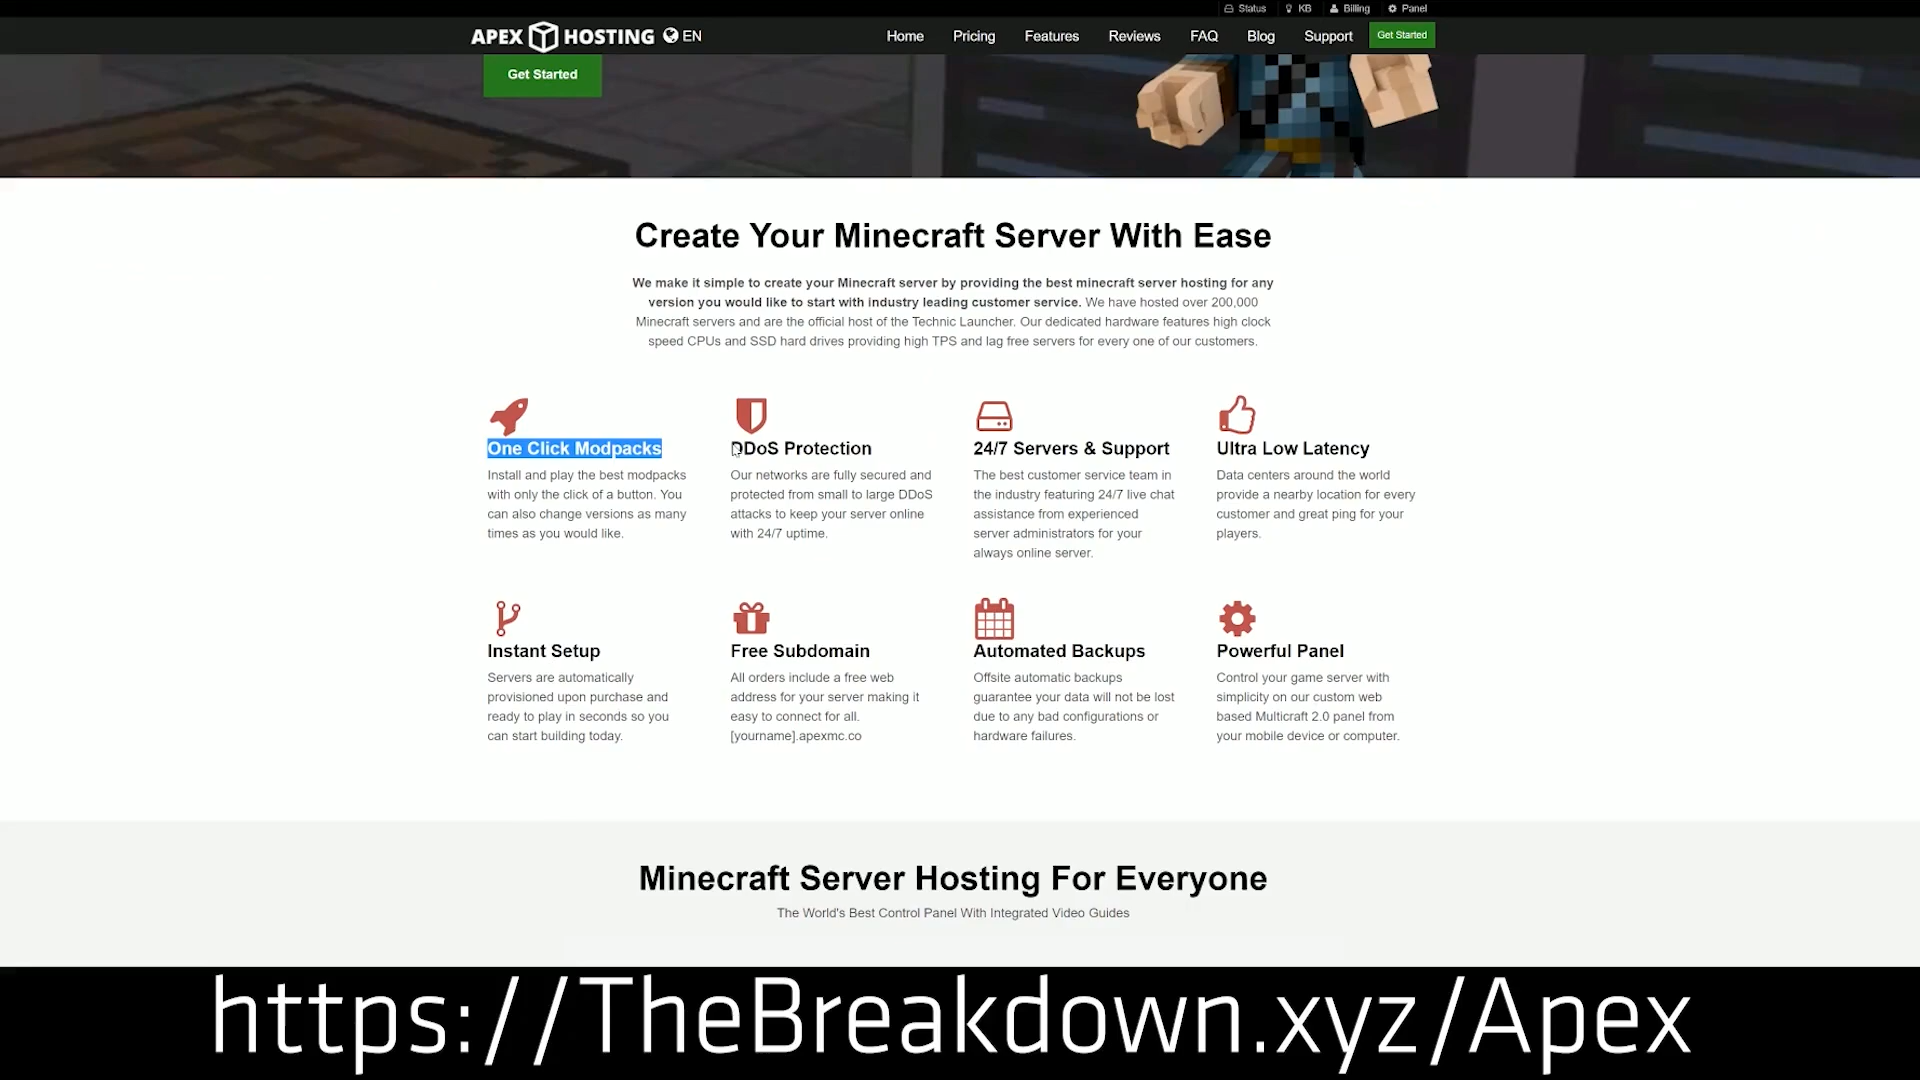 Status KB Billing Panel
APEX HOSTING EN Home Pricing Features Reviews FAQ Blog Support Get Started
Get Started
Create Your Minecraft Server With Ease
We make it simple to create your Minecraft server by providing the best minecraft server hosting for any
version you would like to start with industry leading customer service. We have hosted over 200,000
Minecraft servers and are the official host of the Technic Launcher. Our dedicated hardware features high clock
speed CPUs and SSD hard drives providing high TPS and lag free servers for every one of our customers.
One Click Modpacks
Install and play the best modpacks
with only the click of a button. You
can also change versions as many
times as you would like.
DDoS Protection
Our networks are fully secured and
protected from small to large DDoS
attacks to keep your server online
with 24/7 uptime.
24/7 Servers & Support
The best customer service team in
the industry featuring 24/7 live chat
assistance from experienced
server administrators for your
always online server.
Ultra Low Latency
Data centers around the world
provide a nearby location for every
customer and great ping for your
players.
Instant Setup
Servers are automatically
provisioned upon purchase and
ready to play in seconds so you
can start building today.
Free Subdomain
All orders include a free web
address for your server making it
easy to connect for all.
[yourname].apexmc.co
Automated Backups
Offsite automatic backups
guarantee your data will not be lost
due to any bad configurations or
hardware failures.
Powerful Panel
Control your game server with
simplicity on our custom web
based Multicraft 2.0 panel from
your mobile device or computer.
Minecraft Server Hosting For Everyone
The World's Best Control Panel With Integrated Video Guides
https://TheBreakdown.xyz/Apex